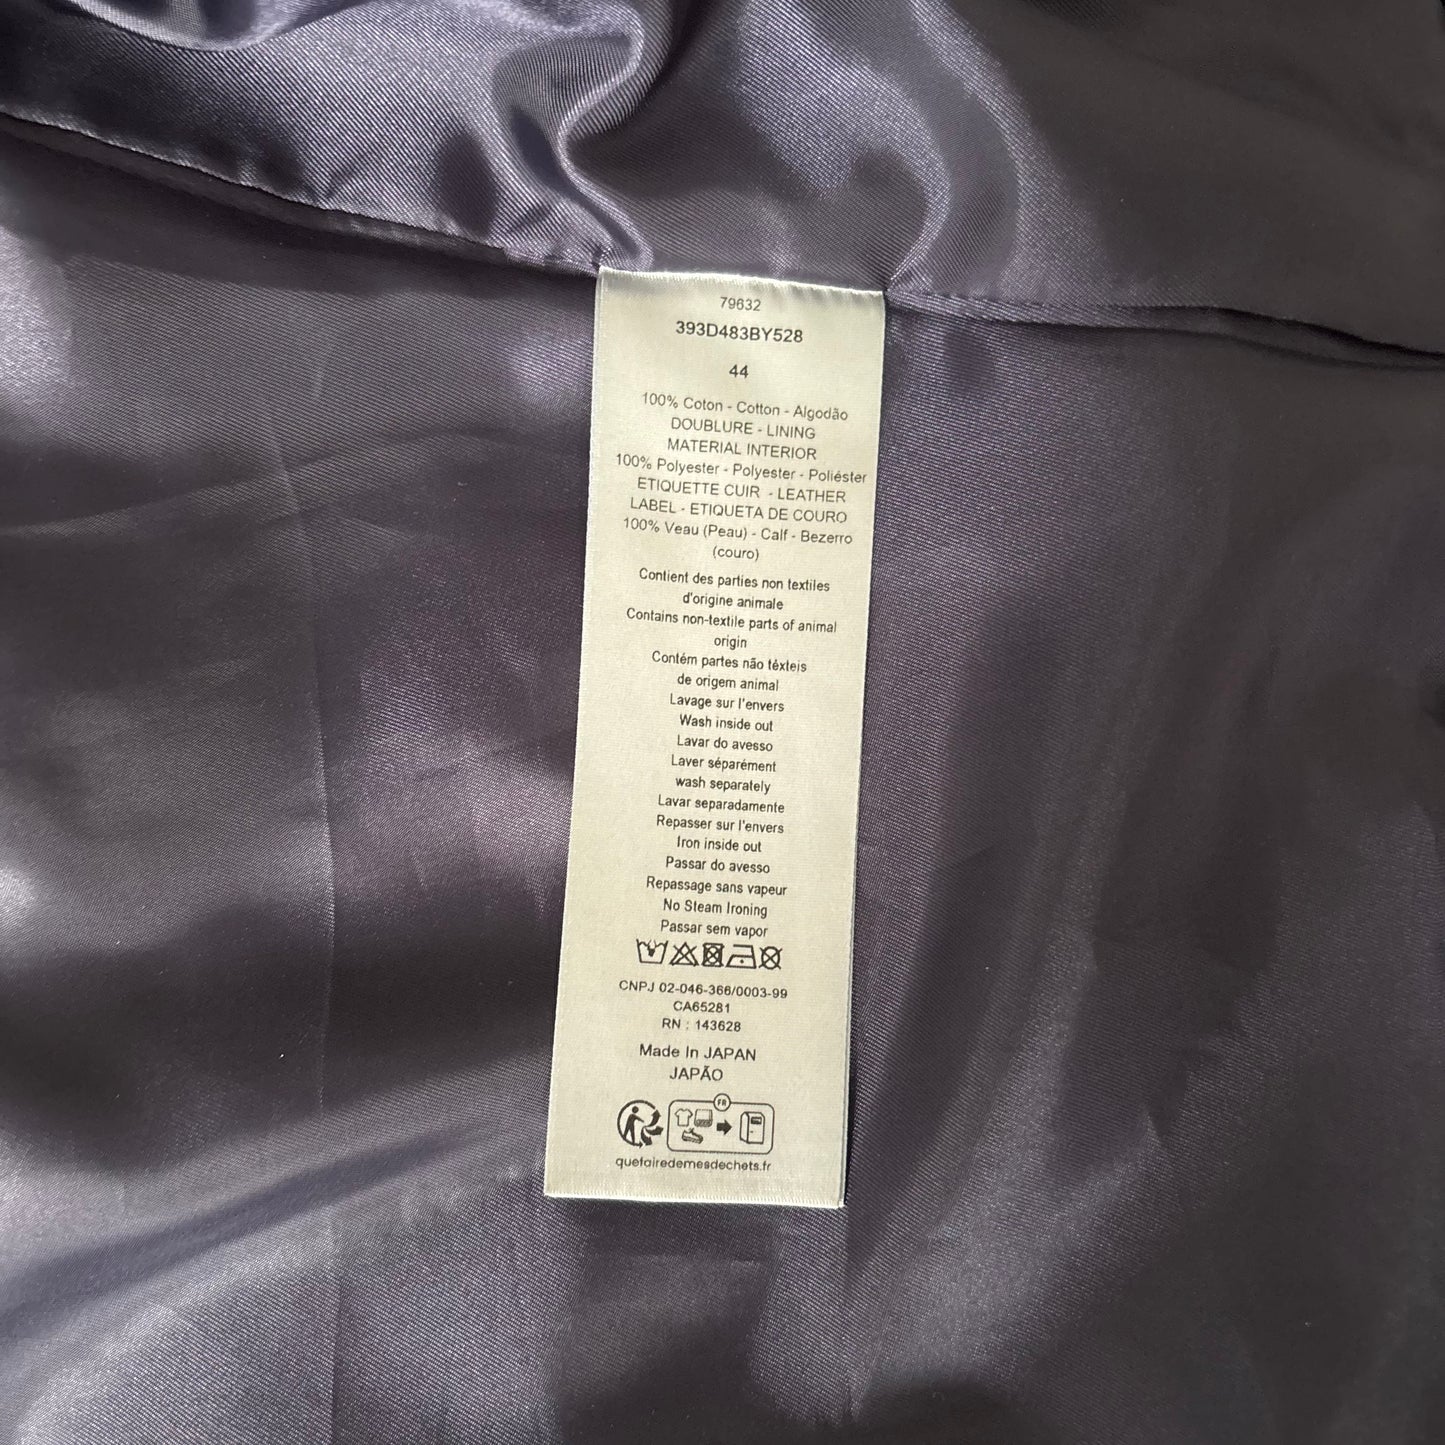 79632
393D483BY528
44
100% Coton - Cotton - Algodão
DOUBLURE - LINING
MATERIAL INTERIOR
100% Polyester - Polyester - Poliéster
ETIQUETTE CUIR - LEATHER
LABEL - ETIQUETA DE COURO
100% Veau (Peau) - Calf - Bezerro
(couro)
Contient des parties non textiles
d'origine animale
Contains non-textile parts of animal
origin
Contém partes não têxteis
de origem animal
Lavage sur l'envers
Wash inside out
Lavar do avesso
Laver séparément
wash separately
Lavar separadamente
Repasser sur l'envers
Iron inside out
Passar do avesso
Repassage sans vapeur
No Steam Ironing
Passar sem vapor
CNPJ 02-046-366/0003-99
CA65281
RN : 143628
Made In JAPAN
JAPÃO
FR
quefairedemesdechets.fr